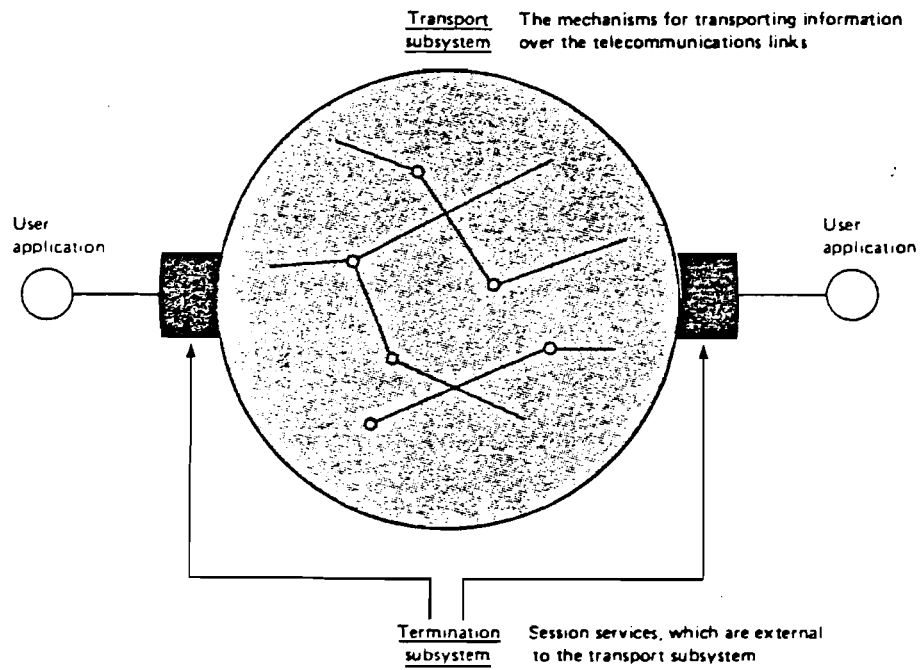 Transport The mechanisms for transporting information
subsystem over the telecommunications links
User
application
User
application
Termination Session services, which are external
subsystem to the transport subsystem